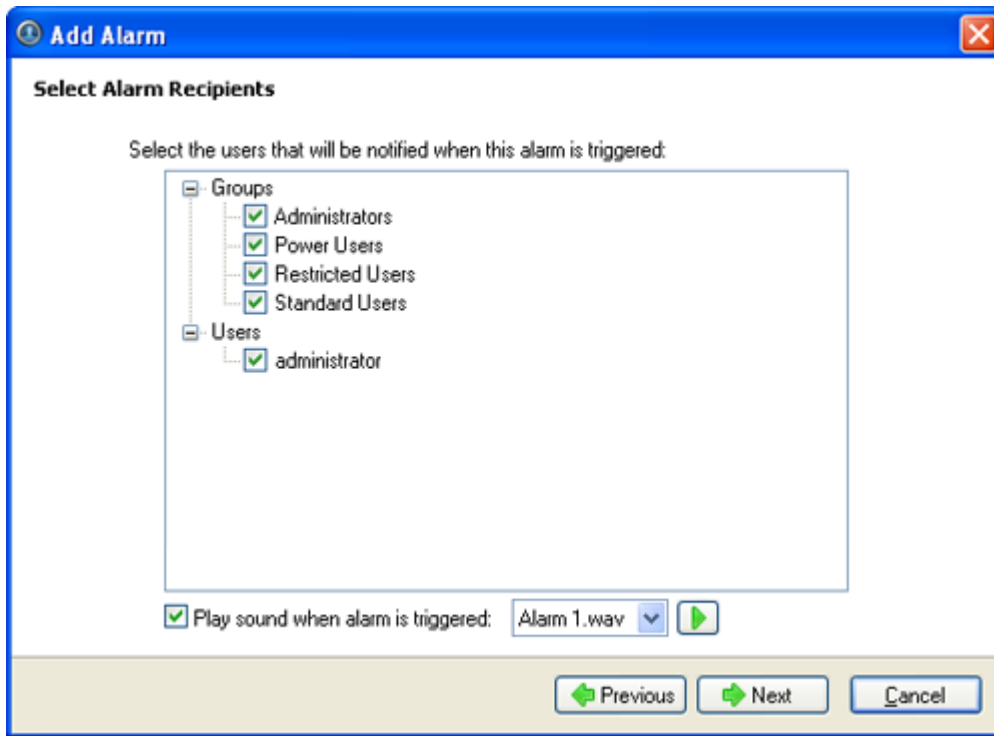 Add Alarm
Select Alarm Recipients
Select the users that will be notified when this alarm is triggered:
Groups
Administrators
Power Users
Restricted Users
Standard Users
Users
administrator
Play sound when alarm is triggered: Alarm 1.wav
Previous Next Cancel